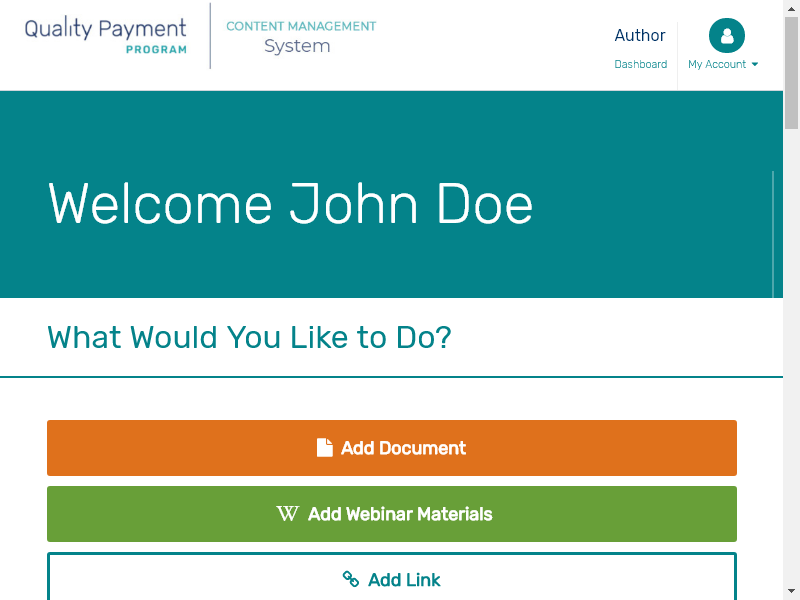 Quality Payment
PROGRAM
CONTENT MANAGEMENT
System
Author
Dashboard
My Account
Welcome John Doe
What Would You Like to Do?
Add Document
Add Webinar Materials
Add Link